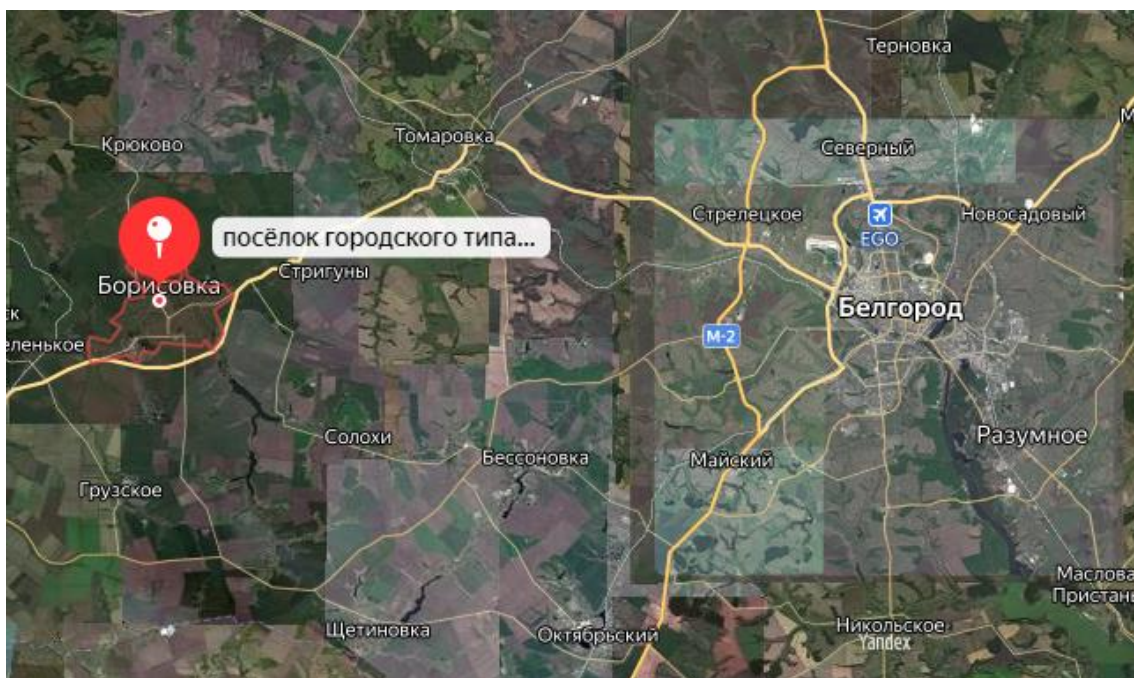 Терновка
Крюково
Томаровка
Северный
Стрелецкое
EGO
Новосадовый
посёлок городского типа...
Стригуны
Борисовка
Белгород
еленькое
М-2
Солохи
Бессоновка
Майский
Разумное
Грузское
Маслова
Пристань
Щетиновка
Октябрьский
Никольское
Yandex